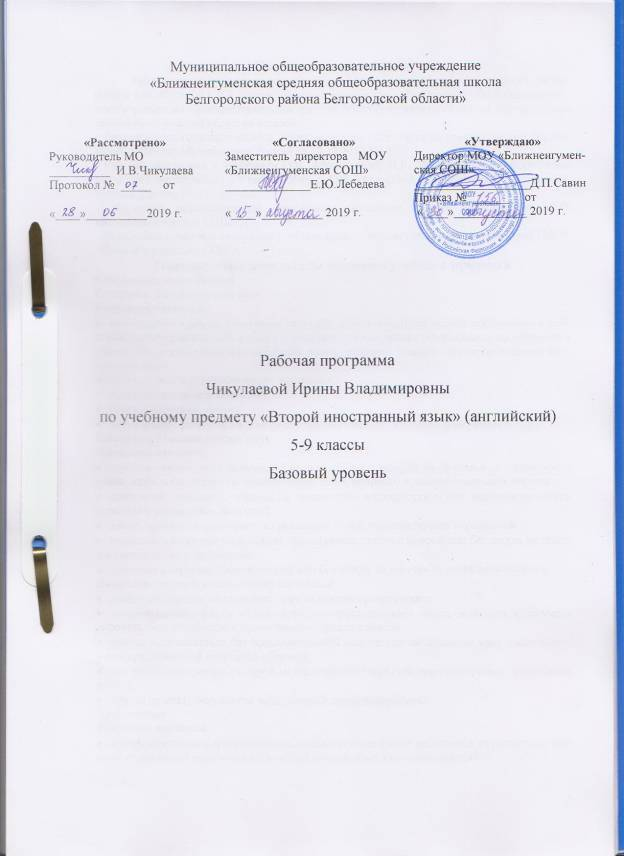 Муниципальное общеобразовательное учреждение
«Ближнеигуменская средняя общеобразовательная школа
Белгородского района Белгородской области»
«Рассмотрено»
Руководитель МО
И.В.Чикулаева
Протокол № 07 от
« 28 » 06 2019 г.
«Согласовано»
Заместитель директора МОУ
«Ближнеигуменская СОШ»
Е.Ю.Лебедева
« 15 » августа 2019 г.
«Утверждаю»
Директор МОУ «Ближнеигумен-
ская СОШ»
Д.П.Савин
Приказ № 156 от
« 30 » августа 2019 г.
Рабочая программа
Чикулаевой Ирины Владимировны
по учебному предмету «Второй иностранный язык» (английский)
5-9 классы
Базовый уровень